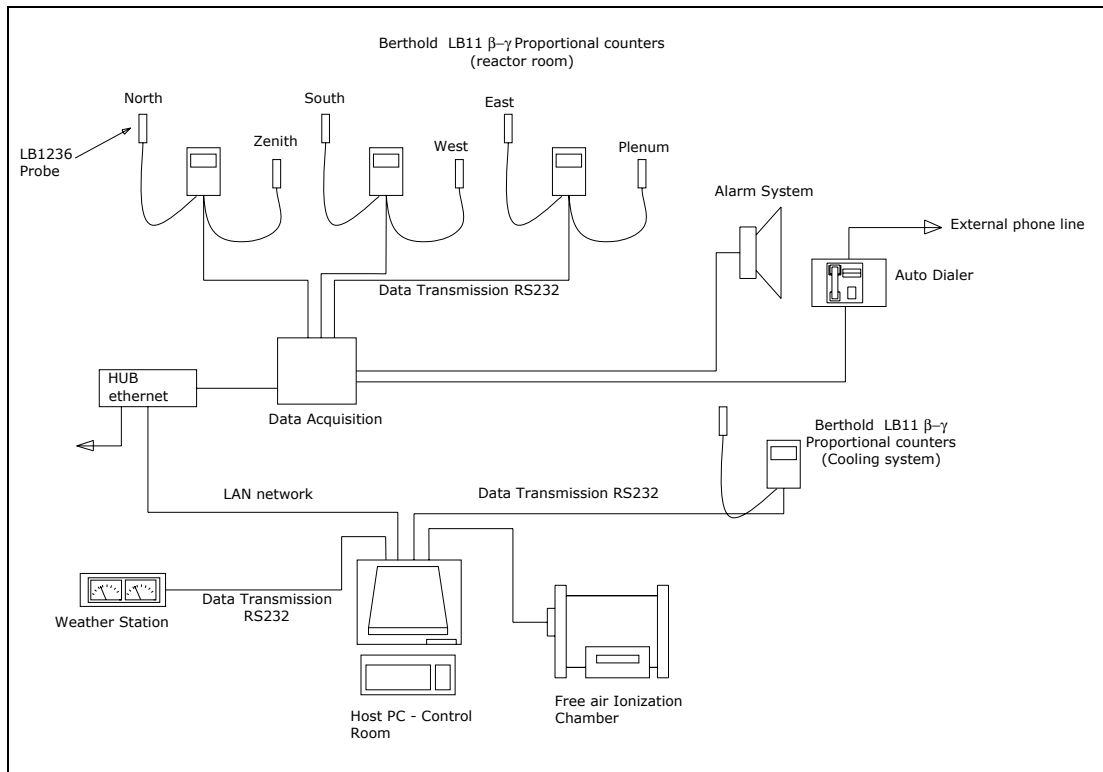 Berthold LB11 β–γ Proportional counters
(reactor room)
North
South
East
Zenith
West
Plenum
LB1236
Probe
Alarm System
External phone line
Auto Dialer
Data Transmission RS232
HUB
ethernet
Data Acquisition
Berthold LB11 β–γ
Proportional counters
(Cooling system)
LAN network
Data Transmission RS232
Data Transmission
RS232
Weather Station
Host PC - Control
Room
Free air Ionization
Chamber